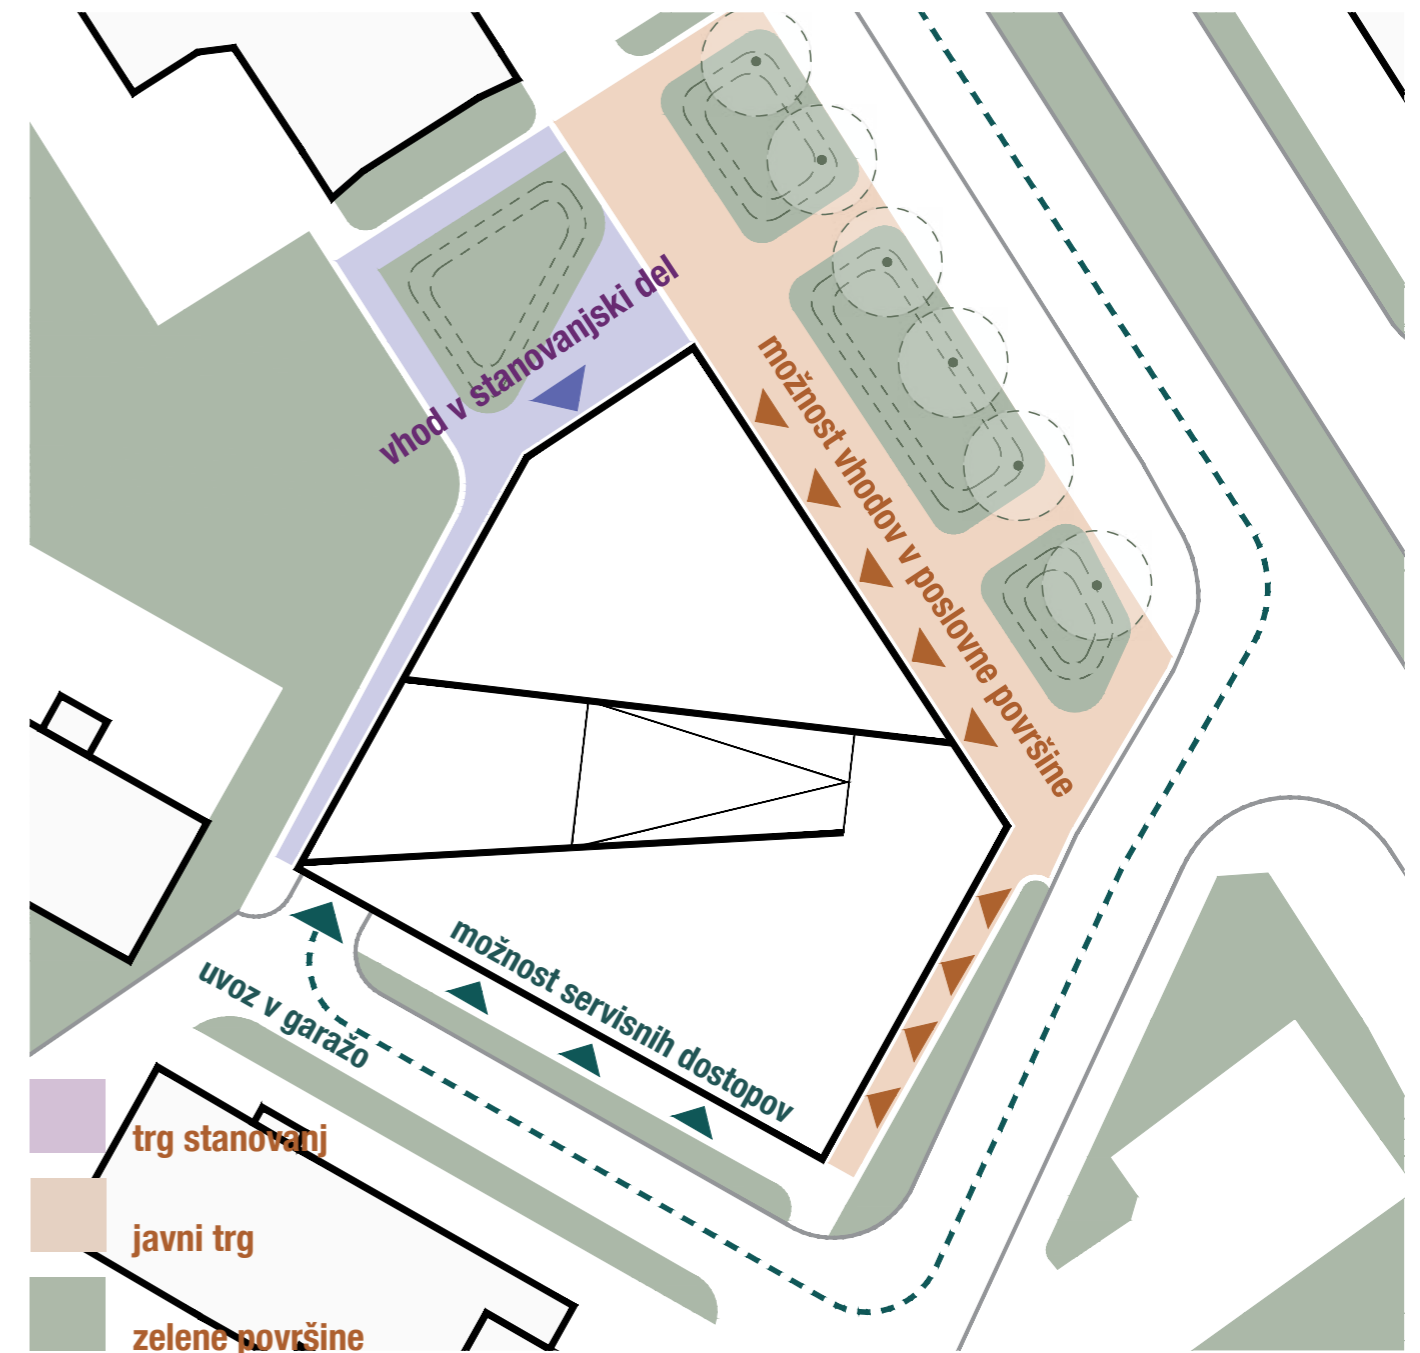 vhod v stanovanjski del
možnost vhodov v poslovne površine
možnost servisnih dostopov
uvoz v garažo
trg stanovanj
javni trg
zelene površine